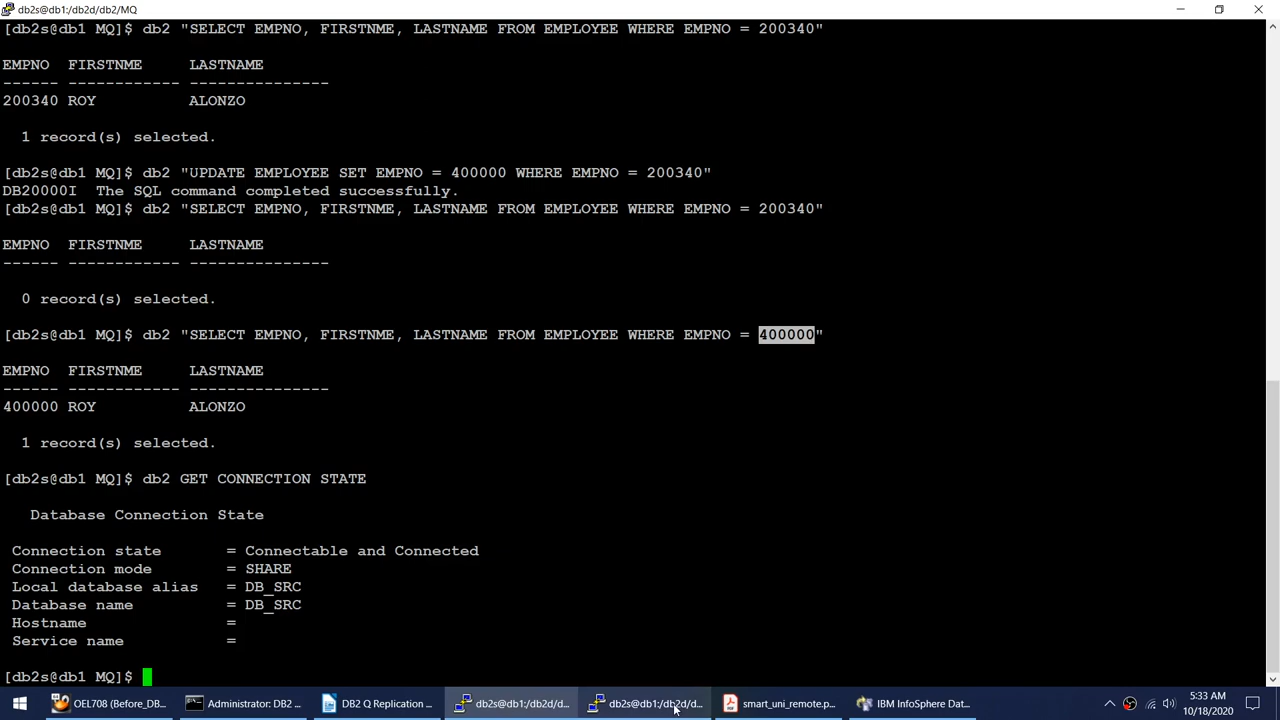 db2s@db1:/db2d/db2/MQ
[db2s@db1 MQ]$ db2 "SELECT EMPNO, FIRSTNME, LASTNAME FROM EMPLOYEE WHERE EMPNO = 200340"
EMPNO  FIRSTNME     LASTNAME
------ ------------ ---------------
200340 ROY          ALONZO
1 record(s) selected.
[db2s@db1 MQ]$ db2 "UPDATE EMPLOYEE SET EMPNO = 400000 WHERE EMPNO = 200340"
DB20000I  The SQL command completed successfully.
[db2s@db1 MQ]$ db2 "SELECT EMPNO, FIRSTNME, LASTNAME FROM EMPLOYEE WHERE EMPNO = 200340"
EMPNO  FIRSTNME     LASTNAME
------ ------------ ---------------
0 record(s) selected.
[db2s@db1 MQ]$ db2 "SELECT EMPNO, FIRSTNME, LASTNAME FROM EMPLOYEE WHERE EMPNO = 400000"
EMPNO  FIRSTNME     LASTNAME
------ ------------ ---------------
400000 ROY          ALONZO
1 record(s) selected.
[db2s@db1 MQ]$ db2 GET CONNECTION STATE
Database Connection State
Connection state       = Connectable and Connected
Connection mode        = SHARE
Local database alias   = DB_SRC
Database name          = DB_SRC
Hostname               =
Service name           =
[db2s@db1 MQ]$
OEL708 (Before_DB... Administrator: DB2 ... DB2 Q Replication ... db2s@db1:/db2d/d... db2s@db1:/db2d/d... smart_uni_remote.p... IBM InfoSphere Dat... 5:33 AM
10/18/2020